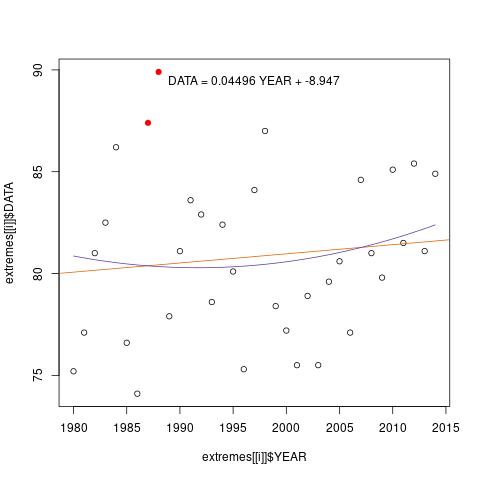 DATA = 0.04496 YEAR + -8.947
90
85
80
75
extremes[[i]]$DATA
1980 1985 1990 1995 2000 2005 2010 2015
extremes[[i]]$YEAR